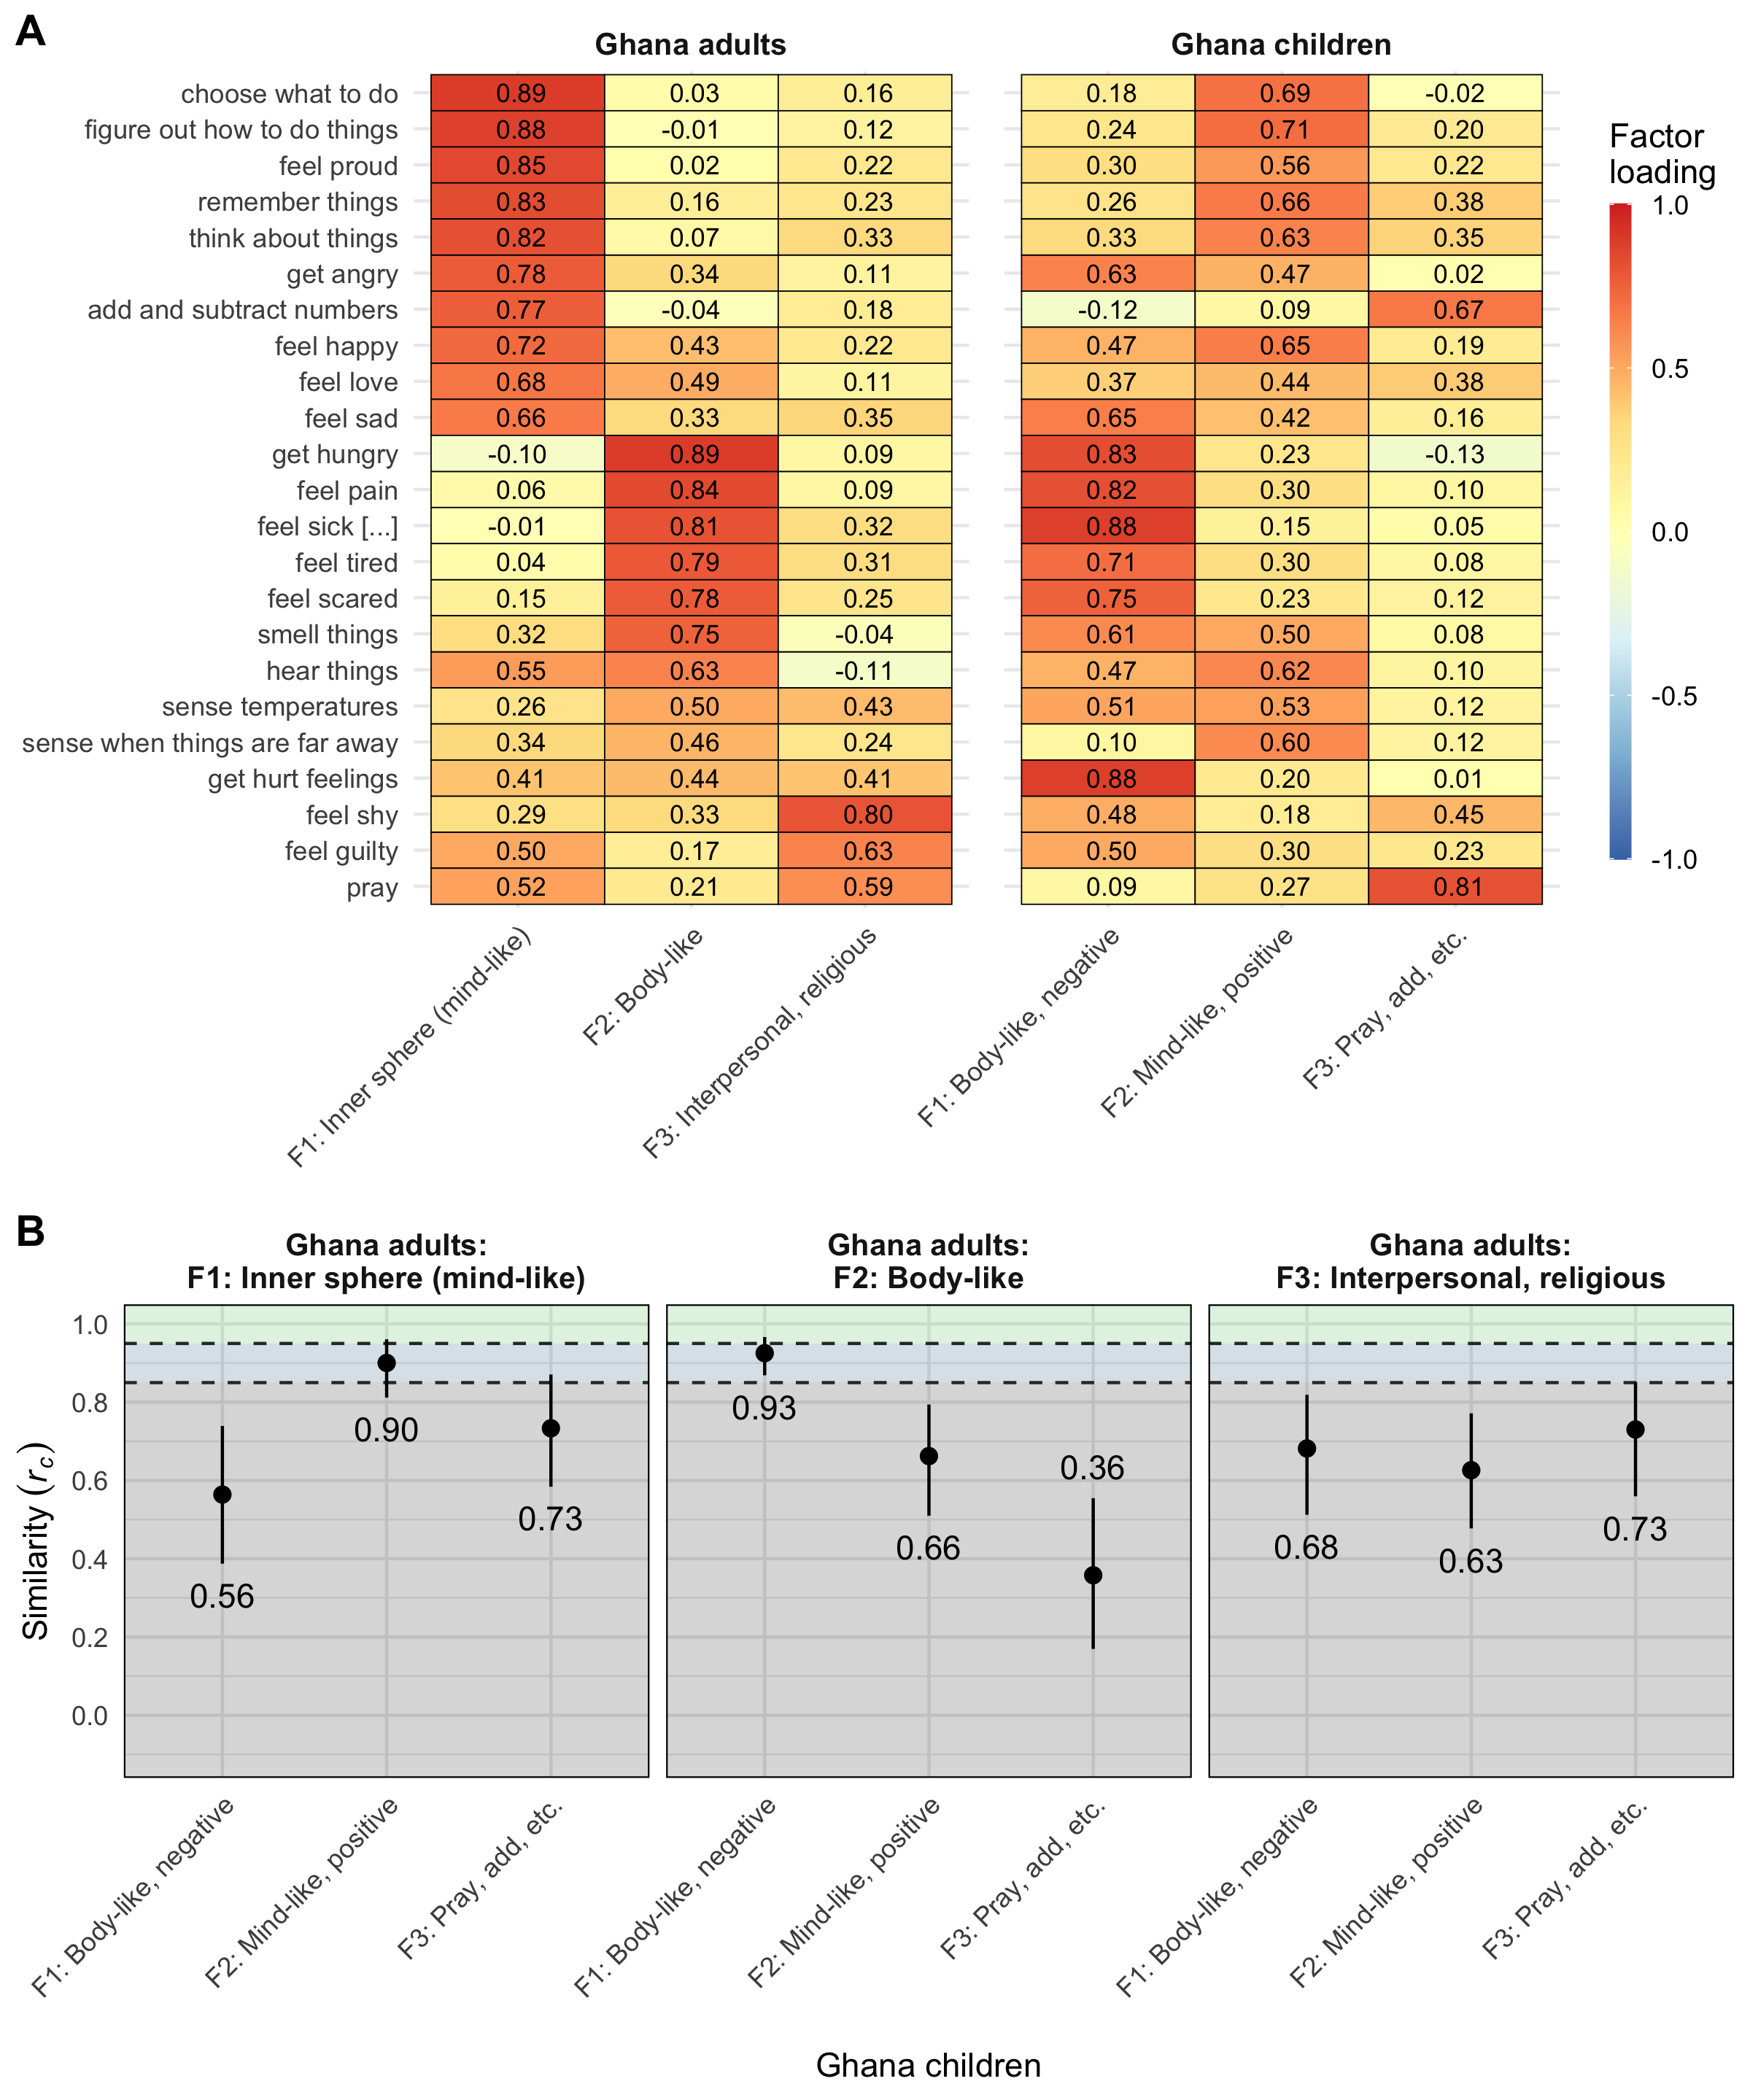 A
Ghana adults
Ghana children
choose what to do 0.89 0.03 0.16 0.18 0.69 -0.02
figure out how to do things 0.88 -0.01 0.12 0.24 0.71 0.20
feel proud 0.85 0.02 0.22 0.30 0.56 0.22
remember things 0.83 0.16 0.23 0.26 0.66 0.38
think about things 0.82 0.07 0.33 0.33 0.63 0.35
get angry 0.78 0.34 0.11 0.63 0.47 0.02
add and subtract numbers 0.77 -0.04 0.18 -0.12 0.09 0.67
feel happy 0.72 0.43 0.22 0.47 0.65 0.19
feel love 0.68 0.49 0.11 0.37 0.44 0.38
feel sad 0.66 0.33 0.35 0.65 0.42 0.16
get hungry -0.10 0.89 0.09 0.83 0.23 -0.13
feel pain 0.06 0.84 0.09 0.82 0.30 0.10
feel sick [...] -0.01 0.81 0.32 0.88 0.15 0.05
feel tired 0.04 0.79 0.31 0.71 0.30 0.08
feel scared 0.15 0.78 0.25 0.75 0.23 0.12
smell things 0.32 0.75 -0.04 0.61 0.50 0.08
hear things 0.55 0.63 -0.11 0.47 0.62 0.10
sense temperatures 0.26 0.50 0.43 0.51 0.53 0.12
sense when things are far away 0.34 0.46 0.24 0.10 0.60 0.12
get hurt feelings 0.41 0.44 0.41 0.88 0.20 0.01
feel shy 0.29 0.33 0.80 0.48 0.18 0.45
feel guilty 0.50 0.17 0.63 0.50 0.30 0.23
pray 0.52 0.21 0.59 0.09 0.27 0.81
F1: Inner sphere (mind-like)
F2: Body-like
F3: Interpersonal, religious
F1: Body-like, negative
F2: Mind-like, positive
F3: Pray, add, etc.
Factor
loading
1.0
0.5
0.0
-0.5
-1.0
B
Ghana adults:
F1: Inner sphere (mind-like)
Ghana adults:
F2: Body-like
Ghana adults:
F3: Interpersonal, religious
Similarity (rc)
1.0
0.8
0.6
0.4
0.2
0.0
0.56
0.90
0.73
0.93
0.66
0.36
0.68
0.63
0.73
F1: Body-like, negative
F2: Mind-like, positive
F3: Pray, add, etc.
F1: Body-like, negative
F2: Mind-like, positive
F3: Pray, add, etc.
F1: Body-like, negative
F2: Mind-like, positive
F3: Pray, add, etc.
Ghana children